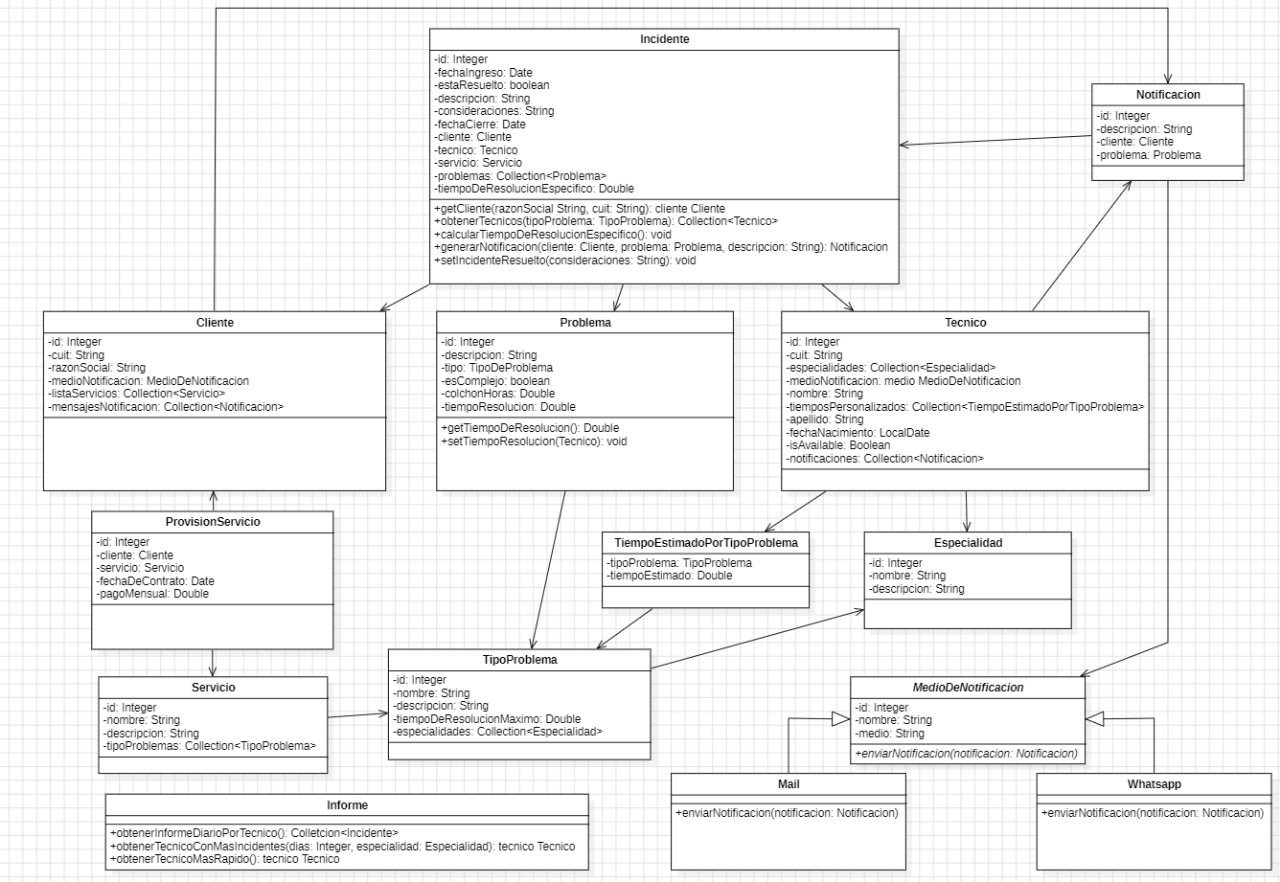 Incidente
-id: Integer
-fechaIngreso: Date
-estaResuelto: boolean
-descripcion: String
-consideraciones: String
-fechaCierre: Date
-cliente: Cliente
-tecnico: Tecnico
-servicio: Servicio
-problemas: Collection<Problema>
-tiempoDeResolucionEspecifico: Double
+getCliente(razonSocial String, cuit: String): cliente Cliente
+obtenerTecnicos(tipoProblema: TipoProblema): Collection<Tecnico>
+calcularTiempoDeResolucionEspecifico(): void
+generarNotificacion(cliente: Cliente, problema: Problema, descripcion: String): Notificacion
+setIncidenteResuelto(consideraciones: String): void
Notificacion
-id: Integer
-descripcion: String
-cliente: Cliente
-problema: Problema
Cliente
-id: Integer
-cuit: String
-razonSocial: String
-medioNotificacion: MedioDeNotificacion
-listaServicios: Collection<Servicio>
-mensajesNotificacion: Collection<Notificacion>
Problema
-id: Integer
-descripcion: String
-tipo: TipoDeProblema
-esComplejo: boolean
-colchonHoras: Double
-tiempoResolucion: Double
+getTiempoDeResolucion(): Double
+setTiempoResolucion(Tecnico): void
Tecnico
-id: Integer
-cuit: String
-especialidades: Collection<Especialidad>
-medioNotificacion: medio MedioDeNotificacion
-nombre: String
-tiemposPersonalizados: Collection<TiempoEstimadoPorTipoProblema>
-apellido: String
-fechaNacimiento: LocalDate
-isAvailable: Boolean
-notificaciones: Collection<Notificacion>
ProvisionServicio
-id: Integer
-cliente: Cliente
-servicio: Servicio
-fechaDeContrato: Date
-pagoMensual: Double
TiempoEstimadoPorTipoProblema
-tipoProblema: TipoProblema
-tiempoEstimado: Double
Especialidad
-id: Integer
-nombre: String
-descripcion: String
Servicio
-id: Integer
-nombre: String
-descripcion: String
-tipoProblemas: Collection<TipoProblema>
TipoProblema
-id: Integer
-nombre: String
-descripcion: String
-tiempoDeResolucionMaximo: Double
-especialidades: Collection<Especialidad>
MedioDeNotificacion
-id: Integer
-nombre: String
-medio: String
+enviarNotificacion(notificacion: Notificacion)
Mail
+enviarNotificacion(notificacion: Notificacion)
Whatsapp
+enviarNotificacion(notificacion: Notificacion)
Informe
+obtenerInformeDiarioPorTecnico(): Colletcion<Incidente>
+obtenerTecnicoConMasIncidentes(dias: Integer, especialidad: Especialidad): tecnico Tecnico
+obtenerTecnicoMasRapido(): tecnico Tecnico